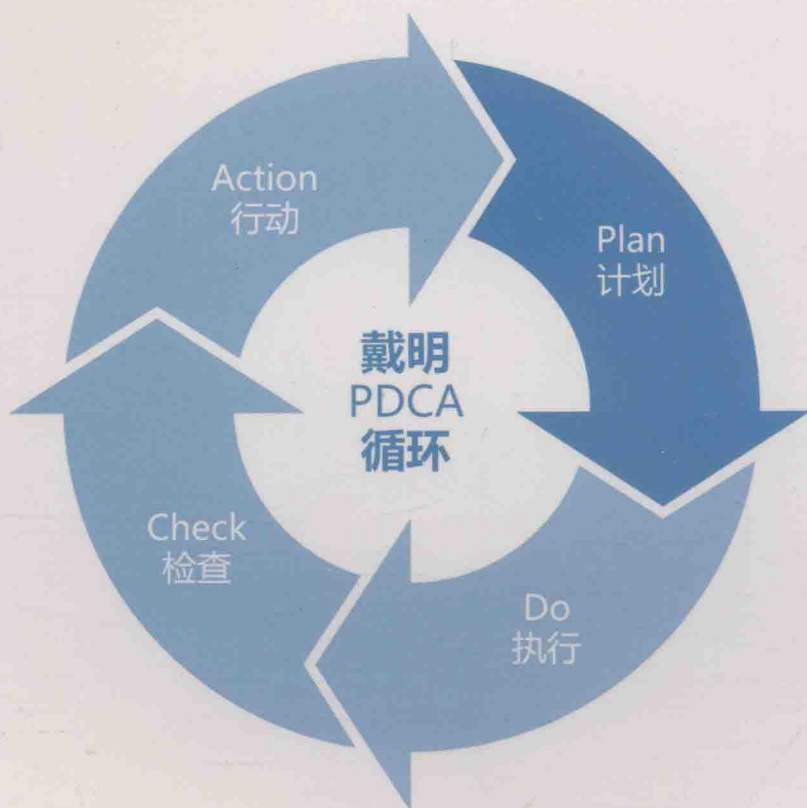 戴明
PDCA
循环
Plan
计划
Do
执行
Check
检查
Action
行动